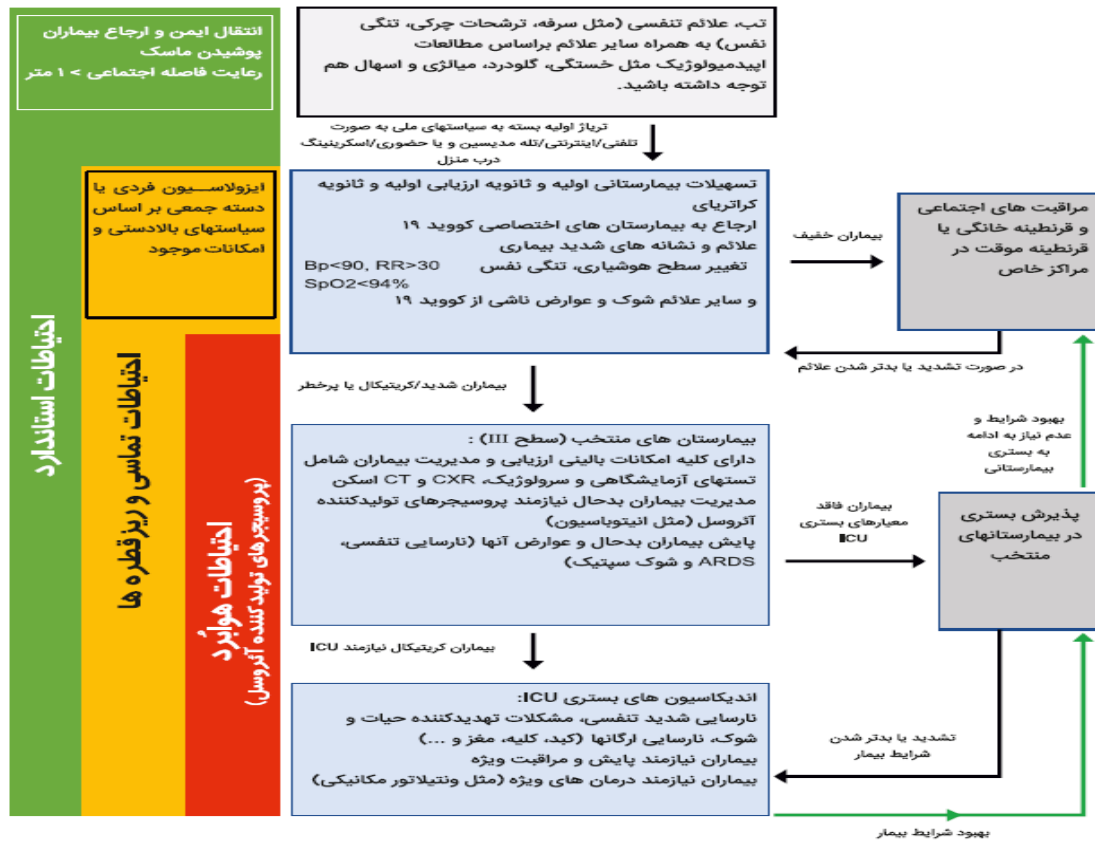 انتقال ایمن و ارجاع بیماران
پوشیدن ماسک
رعایت فاصله اجتماعی > ۱ متر
تب، علائم تنفسی (مثل سرفه، ترشحات چرکی، تنگی
نفس) به همراه سایر علائم براساس مطالعات
اپیدمیولوژیک مثل خستگی، گلودرد، میالژی و اسهال هم
توجه داشته باشید.
تریاژ اولیه بسته به سیاستهای ملی به صورت
تلفنی/اینترنتی/تله مدیسین و یا حضوری/اسکرینینگ
درب منزل
ایزولاسیون فردی یا
دسته جمعی بر اساس
سیاستهای بالادستی و
امکانات موجود
تسهیلات بیمارستانی اولیه و ثانویه ارزیابی اولیه و ثانویه
کراتریای
ارجاع به بیمارستان های اختصاصی کووید ۱۹
علائم و نشانه های شدید بیماری
تغییر سطح هوشیاری، تنگی نفس Bp<90, RR>30
SpO2<94%
و سایر علائم شوک و عوارض ناشی از کووید ۱۹
بیماران خفیف
مراقبت های اجتماعی
و قرنطینه خانگی یا
قرنطینه موقت در
مراکز خاص
در صورت تشدید یا بدتر شدن علائم
بیماران شدید/کریتیکال یا پرخطر
بیمارستان های منتخب (سطح III) :
دارای کلیه امکانات بالینی ارزیابی و مدیریت بیماران شامل
تستهای آزمایشگاهی و سرولوژیک، CXR و CT اسکن
مدیریت بیماران بدحال نیازمند پروسیجرهای تولیدکننده
آئروسل (مثل انیتوباسیون)
پایش بیماران بدحال و عوارض آنها (نارسایی تنفسی،
ARDS و شوک سپتیک)
بیماران فاقد
معیارهای بستری
ICU
بهبود شرایط و
عدم نیاز به ادامه
به بستری
بیمارستانی
پذیرش بستری
در بیمارستانهای
منتخب
بیماران کریتیکال نیازمند ICU
اندیکاسیون های بستری ICU:
نارسایی شدید تنفسی، مشکلات تهدیدکننده حیات و
شوک، نارسایی ارگانها (کبد، کلیه، مغز و ...)
بیماران نیازمند پایش و مراقبت ویژه
بیماران نیازمند درمان های ویژه (مثل ونتیلاتور مکانیکی)
تشدید یا بدتر شدن
شرایط بیمار
بهبود شرایط بیمار
احتیاطات استاندارد
احتیاطات تماسی و ریزقطره ها
احتیاطات هوابُرد
(پروسیجرهای تولیدکننده آئروسل)